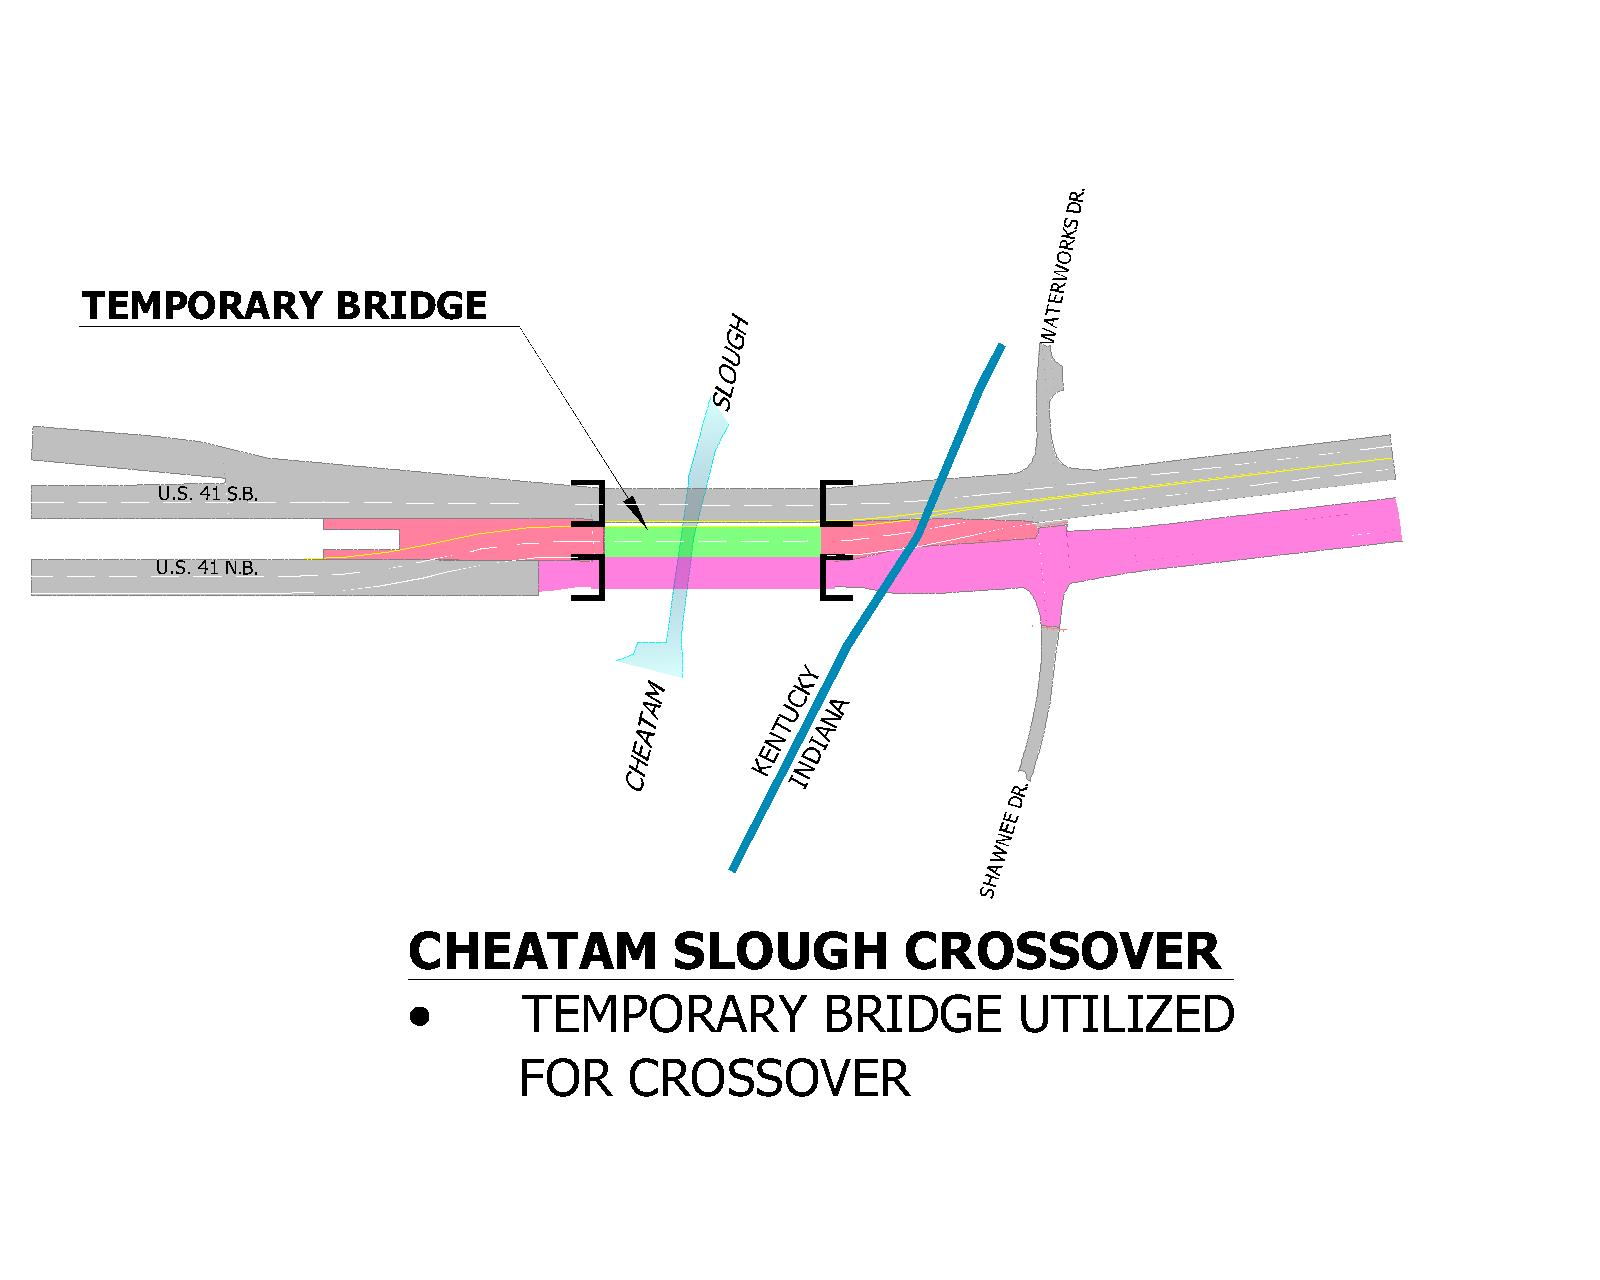 WATERWORKS DR.
TEMPORARY BRIDGE
SLOUGH
U.S. 41 S.B.
U.S. 41 N.B.
CHEATAM
KENTUCKY
INDIANA
SHAWNEE DR.
CHEATAM SLOUGH CROSSOVER
• TEMPORARY BRIDGE UTILIZED
FOR CROSSOVER